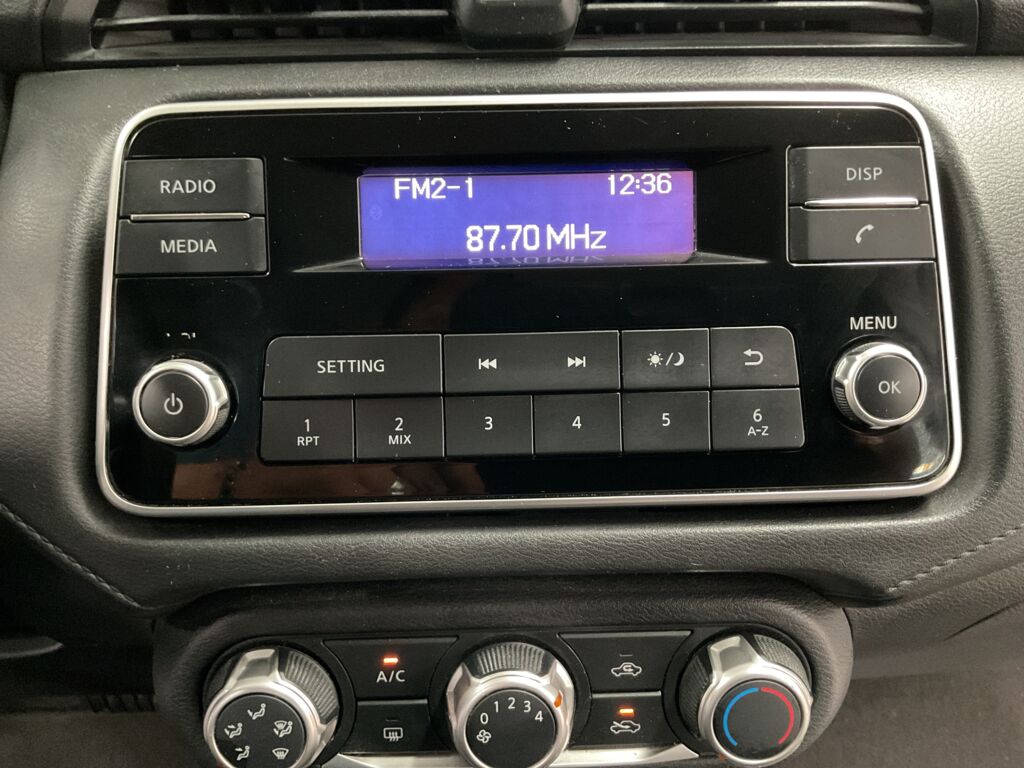 RADIO
MEDIA
FM2-1 12:36
87.70 MHz
DISP
MENU
OK
SETTING
1 2 3 4 5 6
RPT MIX A-Z
A/C
0 1 2 3 4